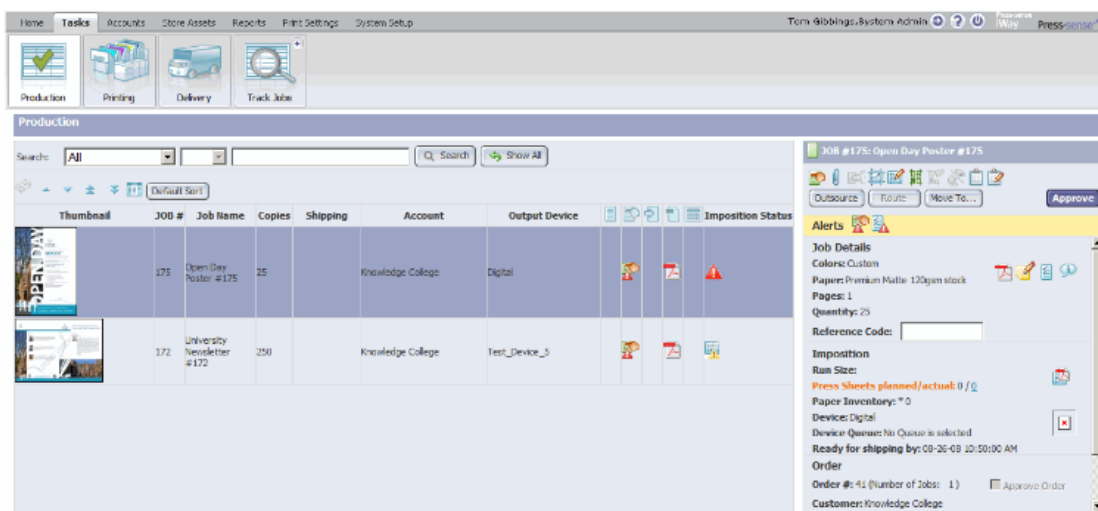 Home Tasks Accounts Store Assets Reports Print Settings System Setup
Tom Gibbings,System Admin
Press-sense
iWay
Press-sense
Production Printing Delivery Track Jobs
Production
Search: All Search Show All
Default Sort
Thumbnail JOB # Job Name Copies Shipping Account Output Device Imposition Status
OPEN DAY
175 Open Day Poster #175 25 Knowledge College Digital
172 University Newsletter #172 250 Knowledge College Test_Device_5
JOB #175: Open Day Poster #175
Outsource Route Move To... Approve
Alerts
Job Details
Colors: Custom
Paper: Premium Matte 120gsm stock
Pages: 1
Quantity: 25
Reference Code:
Imposition
Run Size:
Press Sheets planned/actual: 0 / 0
Paper Inventory: * 0
Device: Digital
Device Queue: No Queue is selected
Ready for shipping by: 08-26-08 10:50:00 AM
Order
Order #: 41 (Number of Jobs: 1 ) Approve Order
Customer: Knowledge College